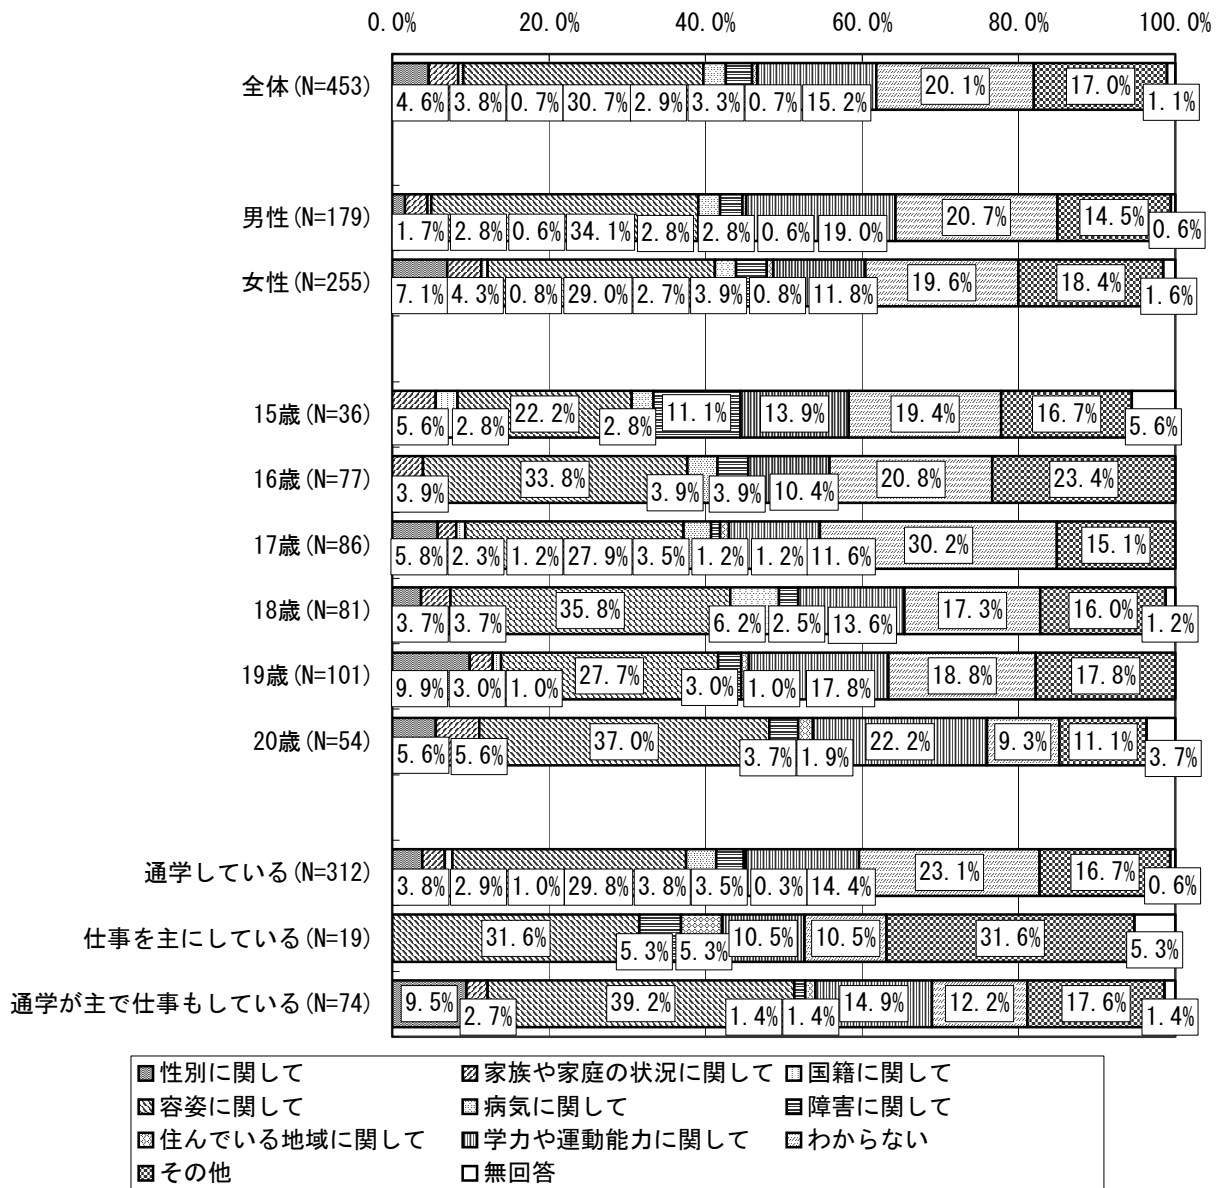 0.0% 20.0% 40.0% 60.0% 80.0% 100.0%
全体(N=453) 4.6% 3.8% 0.7% 30.7% 2.9% 3.3% 0.7% 15.2% 20.1% 17.0% 1.1%
男性(N=179) 1.7% 2.8% 0.6% 34.1% 2.8% 2.8% 0.6% 19.0% 20.7% 14.5% 0.6%
女性(N=255) 7.1% 4.3% 0.8% 29.0% 2.7% 3.9% 0.8% 11.8% 19.6% 18.4% 1.6%
15歳(N=36) 5.6% 2.8% 22.2% 2.8% 11.1% 13.9% 19.4% 16.7% 5.6%
16歳(N=77) 3.9% 33.8% 3.9% 3.9% 10.4% 20.8% 23.4%
17歳(N=86) 5.8% 2.3% 1.2% 27.9% 3.5% 1.2% 1.2% 11.6% 30.2% 15.1%
18歳(N=81) 3.7% 3.7% 35.8% 6.2% 2.5% 13.6% 17.3% 16.0% 1.2%
19歳(N=101) 9.9% 3.0% 1.0% 27.7% 3.0% 1.0% 17.8% 18.8% 17.8%
20歳(N=54) 5.6% 5.6% 37.0% 3.7% 1.9% 22.2% 9.3% 11.1% 3.7%
通学している(N=312) 3.8% 2.9% 1.0% 29.8% 3.8% 3.5% 0.3% 14.4% 23.1% 16.7% 0.6%
仕事を主にしている(N=19) 31.6% 5.3% 5.3% 10.5% 10.5% 31.6% 5.3%
通学が主で仕事もしている(N=74) 9.5% 2.7% 39.2% 1.4% 1.4% 14.9% 12.2% 17.6% 1.4%
性別に関して 家族や家庭の状況に関して 国籍に関して
容姿に関して 病気に関して 障害に関して
住んでいる地域に関して 学力や運動能力に関して わからない
その他 無回答